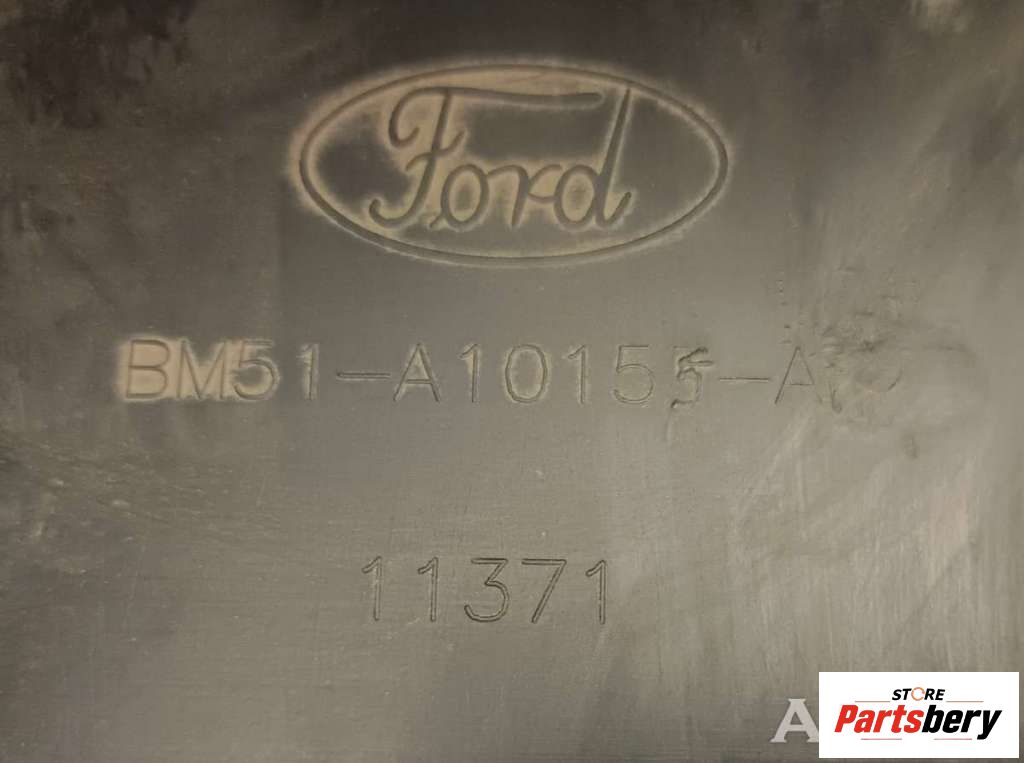 Ford
BM51-A10155-A
11371
A
STORE
Partsbery